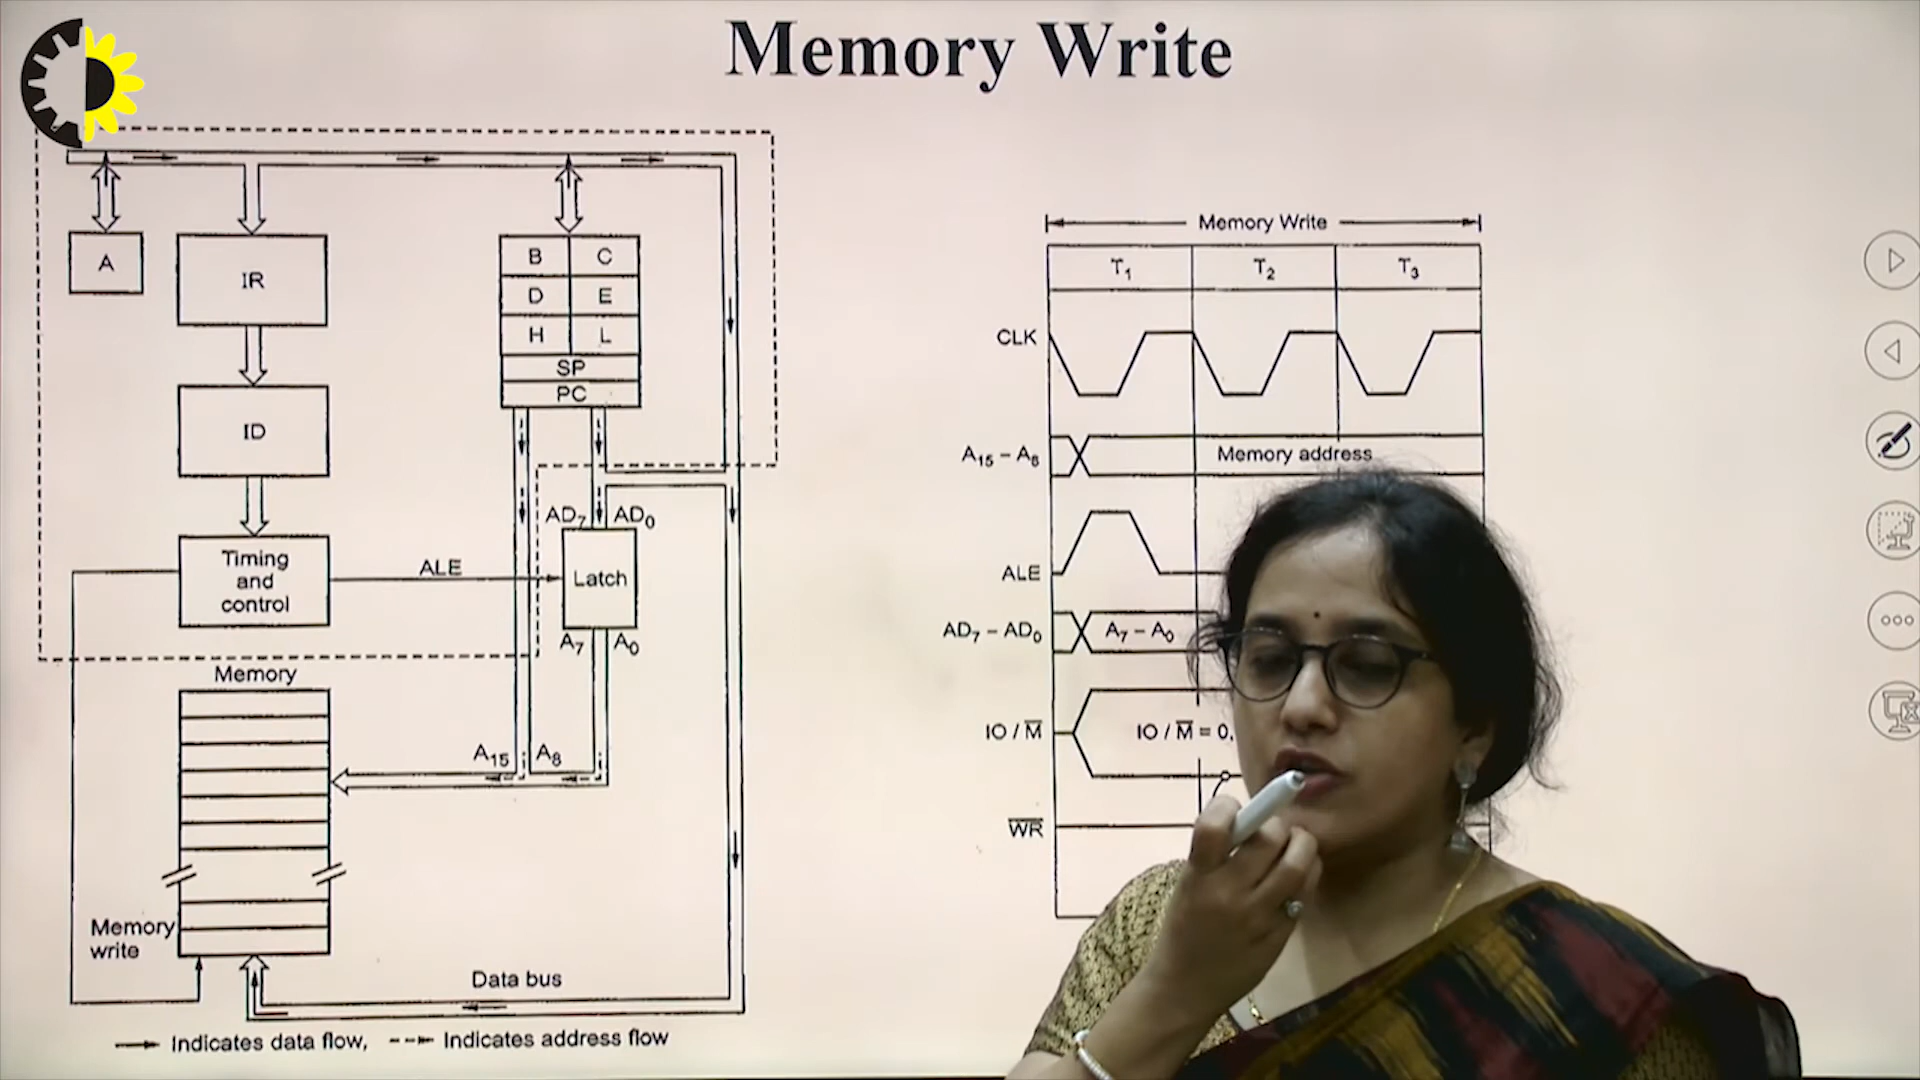 Memory Write
A
IR
B C
D E
H L
SP
PC
ID
Timing
and
control
ALE
AD7 AD0
Latch
A7 A0
Memory
A15 A8
Memory
write
Data bus
Indicates data flow, Indicates address flow
Memory Write
T1 T2 T3
CLK
A15 – A8 Memory address
ALE
AD7 – AD0 A7 – A0
IO / M̅ IO / M̅ = 0,
W̅R̅